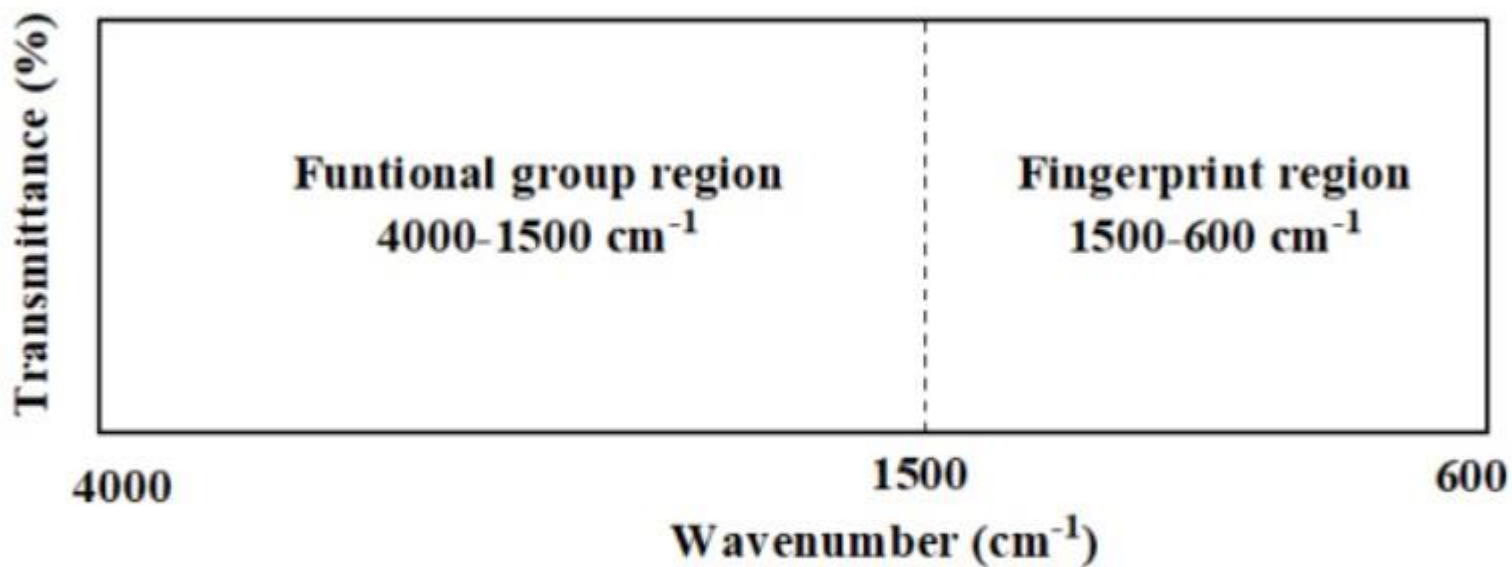 Transmittance (%)
Funtional group region
4000-1500 cm⁻¹
Fingerprint region
1500-600 cm⁻¹
4000
1500
600
Wavenumber (cm⁻¹)